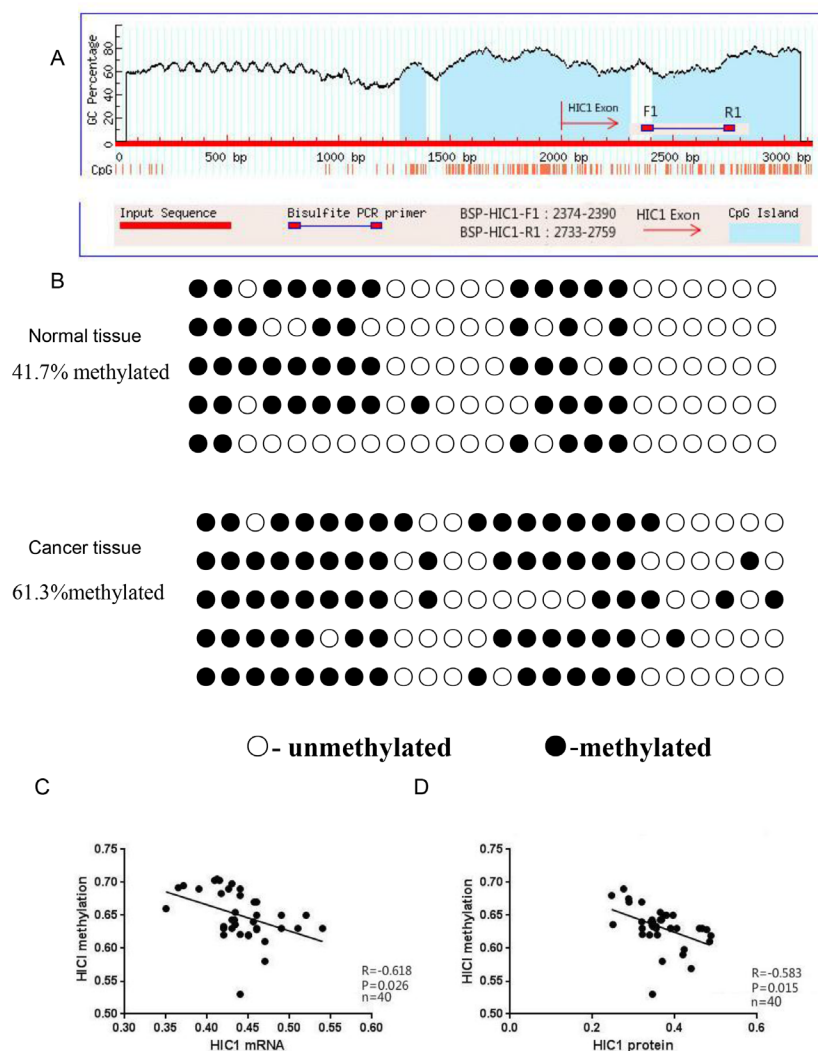 A
GC Percentage
80
60
40
20
0
HIC1 Exon
F1
R1
0
500 bp
1000 bp
1500 bp
2000 bp
2500 bp
3000 bp
CpG
Input Sequence
Bisulfite PCR primer
BSP-HIC1-F1 : 2374-2390
BSP-HIC1-R1 : 2733-2759
HIC1 Exon
CpG Island
B
Normal tissue
41.7% methylated
Cancer tissue
61.3%methylated
- unmethylated
-methylated
C
HICI methylation
0.75
0.70
0.65
0.60
0.55
0.50
0.30
0.35
0.40
0.45
0.50
0.55
0.60
HIC1 mRNA
R=-0.618
P=0.026
n=40
D
HICI methylation
0.75
0.70
0.65
0.60
0.55
0.50
0.0
0.2
0.4
0.6
HIC1 protein
R=-0.583
P=0.015
n=40